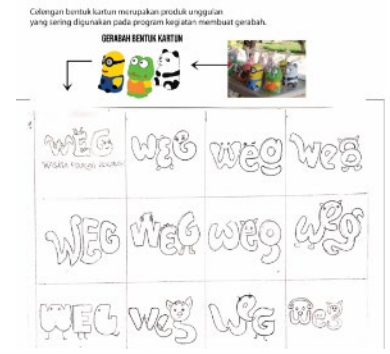 Celengan bentuk kartun merupakan produk unggulan
yang sering digunakan pada program kegiatan membuat gerabah.
GERABAH BENTUK KARTUN
WEG
WEG
weg
weg
WEG
WEG
weg
weg
WEG
Weg
WeG
weg